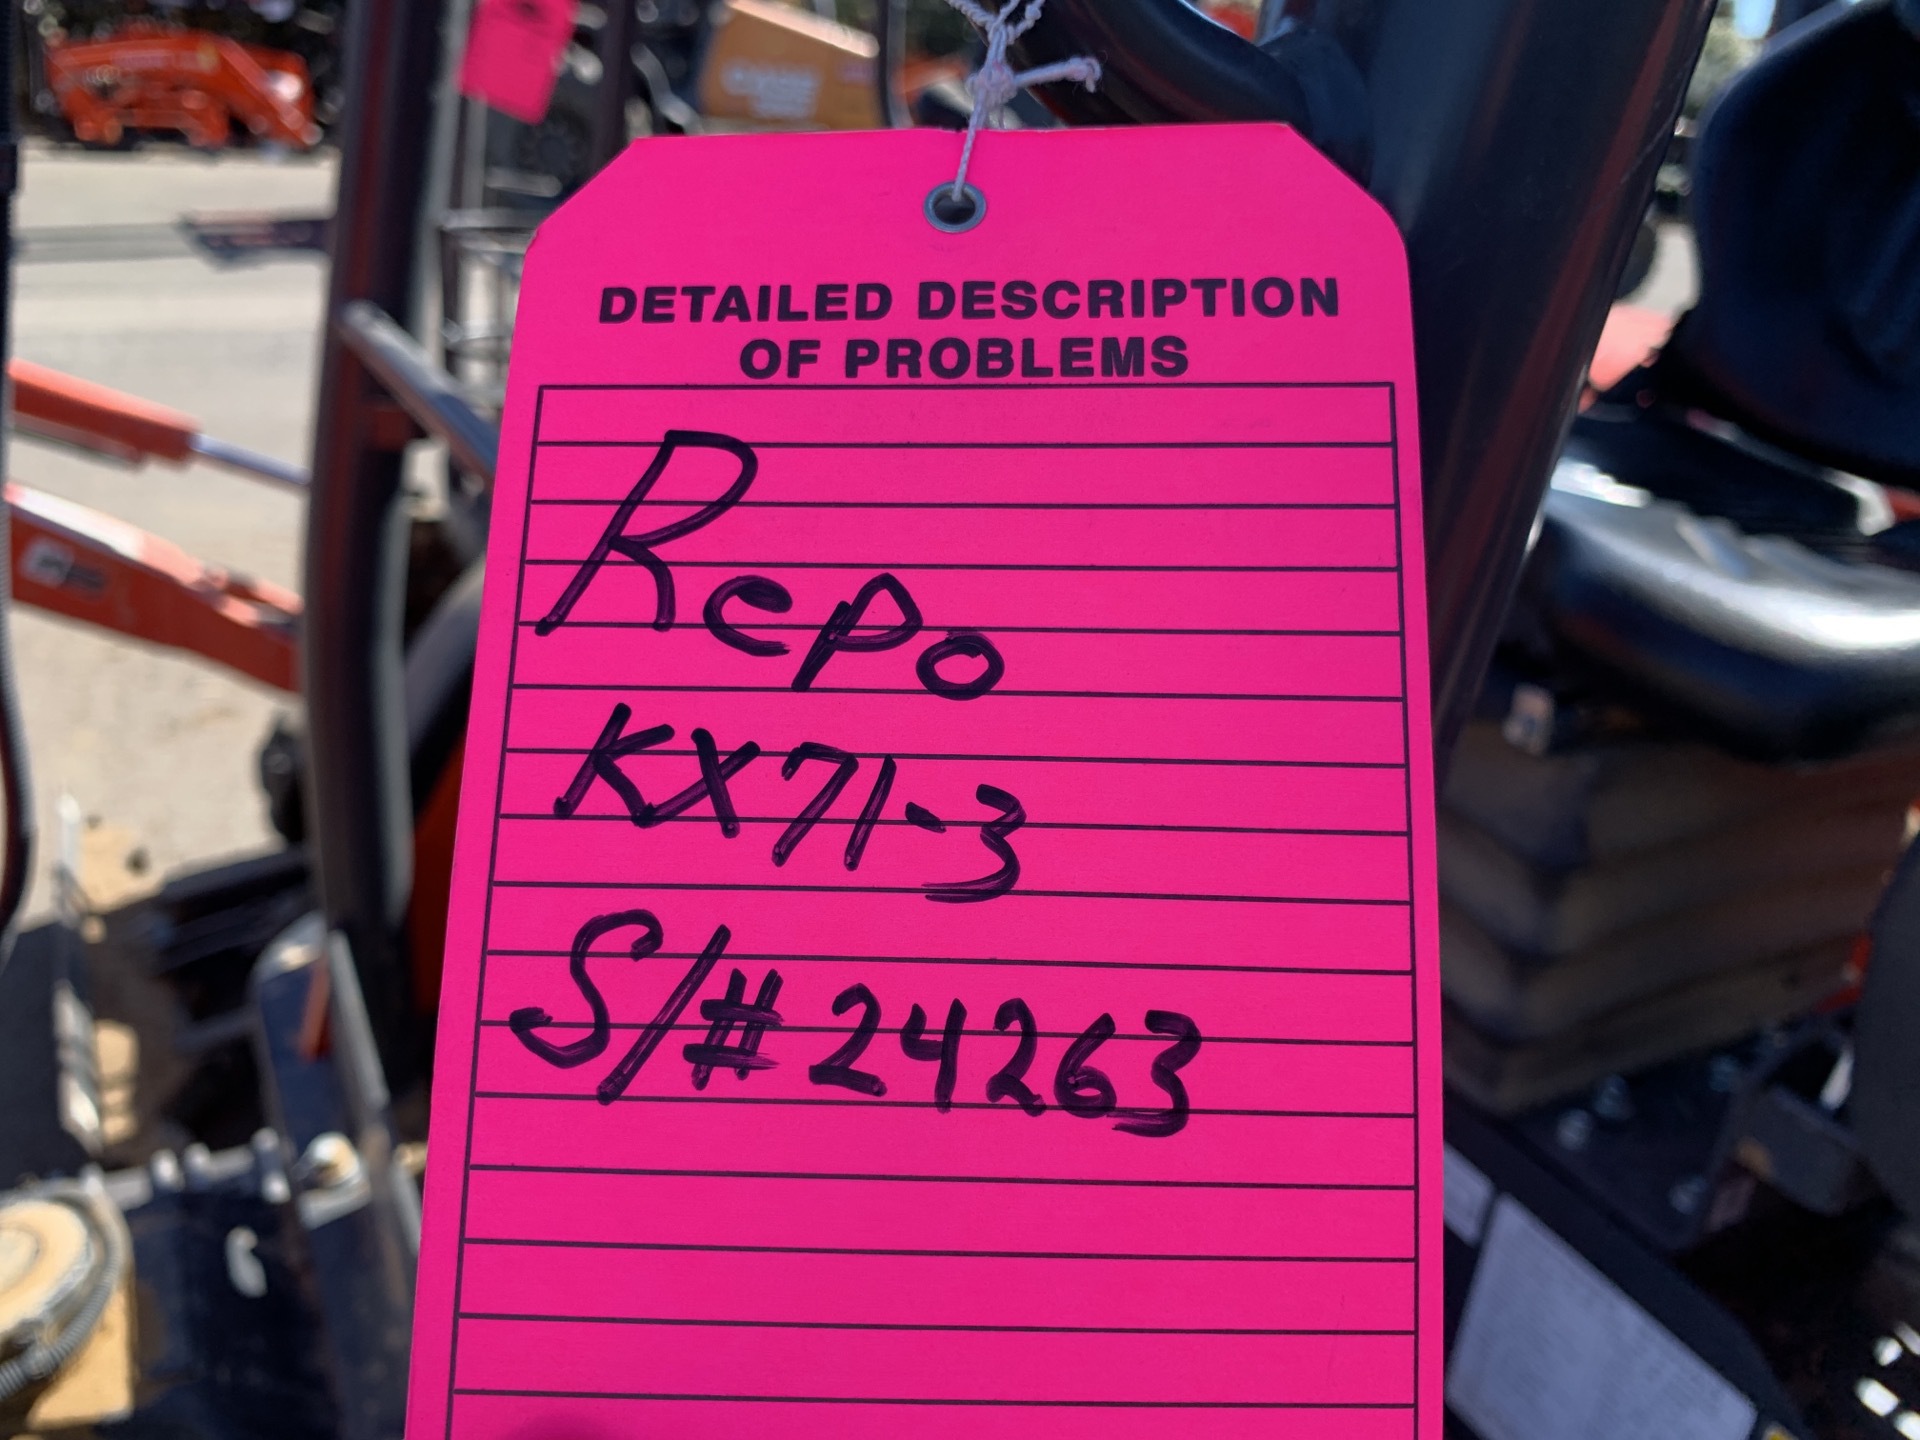 DETAILED DESCRIPTION
OF PROBLEMS
Repo
KX71-3
S/# 24263